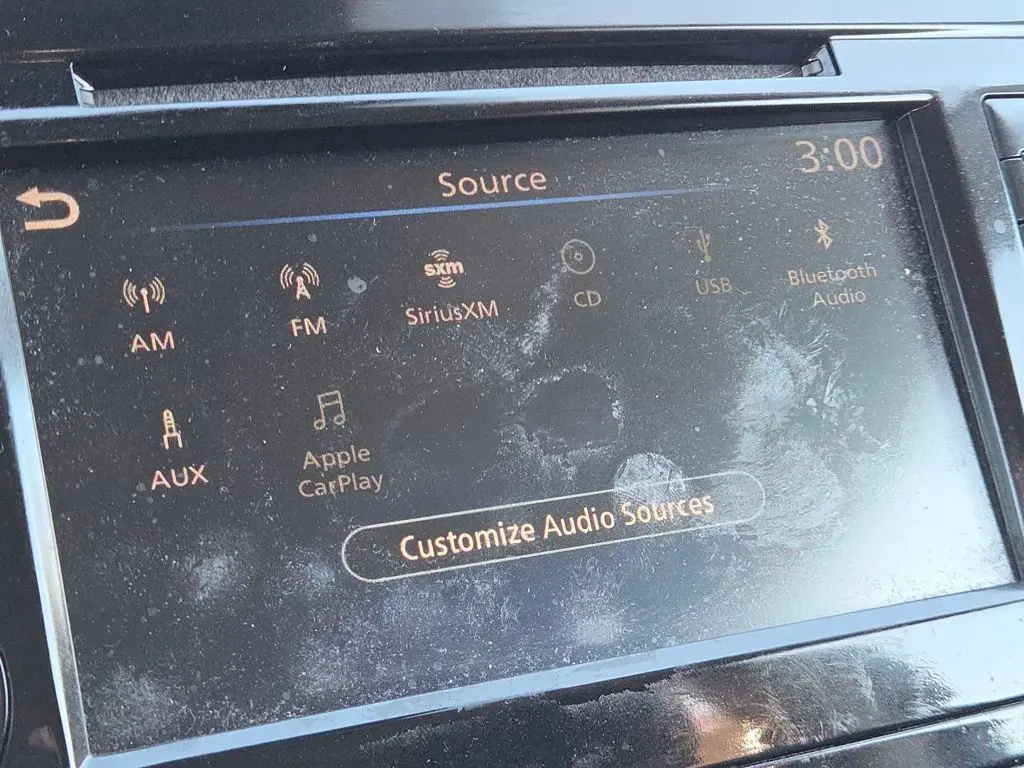 3:00
Source
sxm
AM
FM
SiriusXM
CD
USB
Bluetooth
Audio
AUX
Apple
CarPlay
Customize Audio Sources